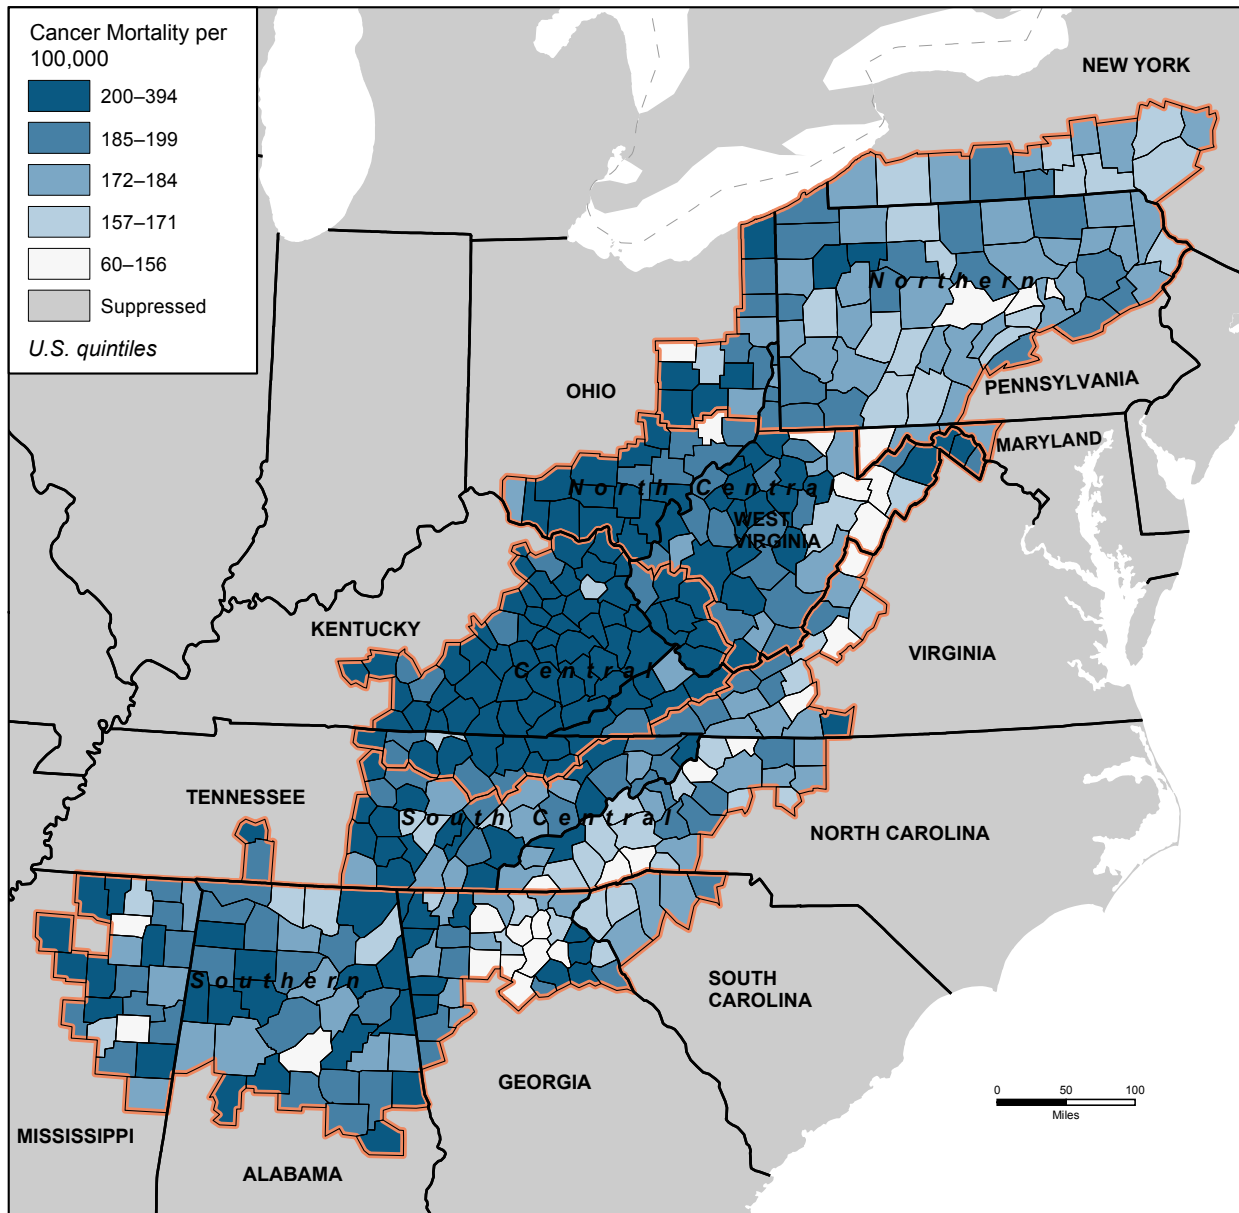 Cancer Mortality per
100,000
200–394
185–199
172–184
157–171
60–156
Suppressed
U.S. quintiles
NEW YORK
Northern
PENNSYLVANIA
OHIO
MARYLAND
North Central
WEST
VIRGINIA
KENTUCKY
VIRGINIA
Central
TENNESSEE
South Central
NORTH CAROLINA
Southern
SOUTH
CAROLINA
GEORGIA
0 50 100
Miles
MISSISSIPPI
ALABAMA